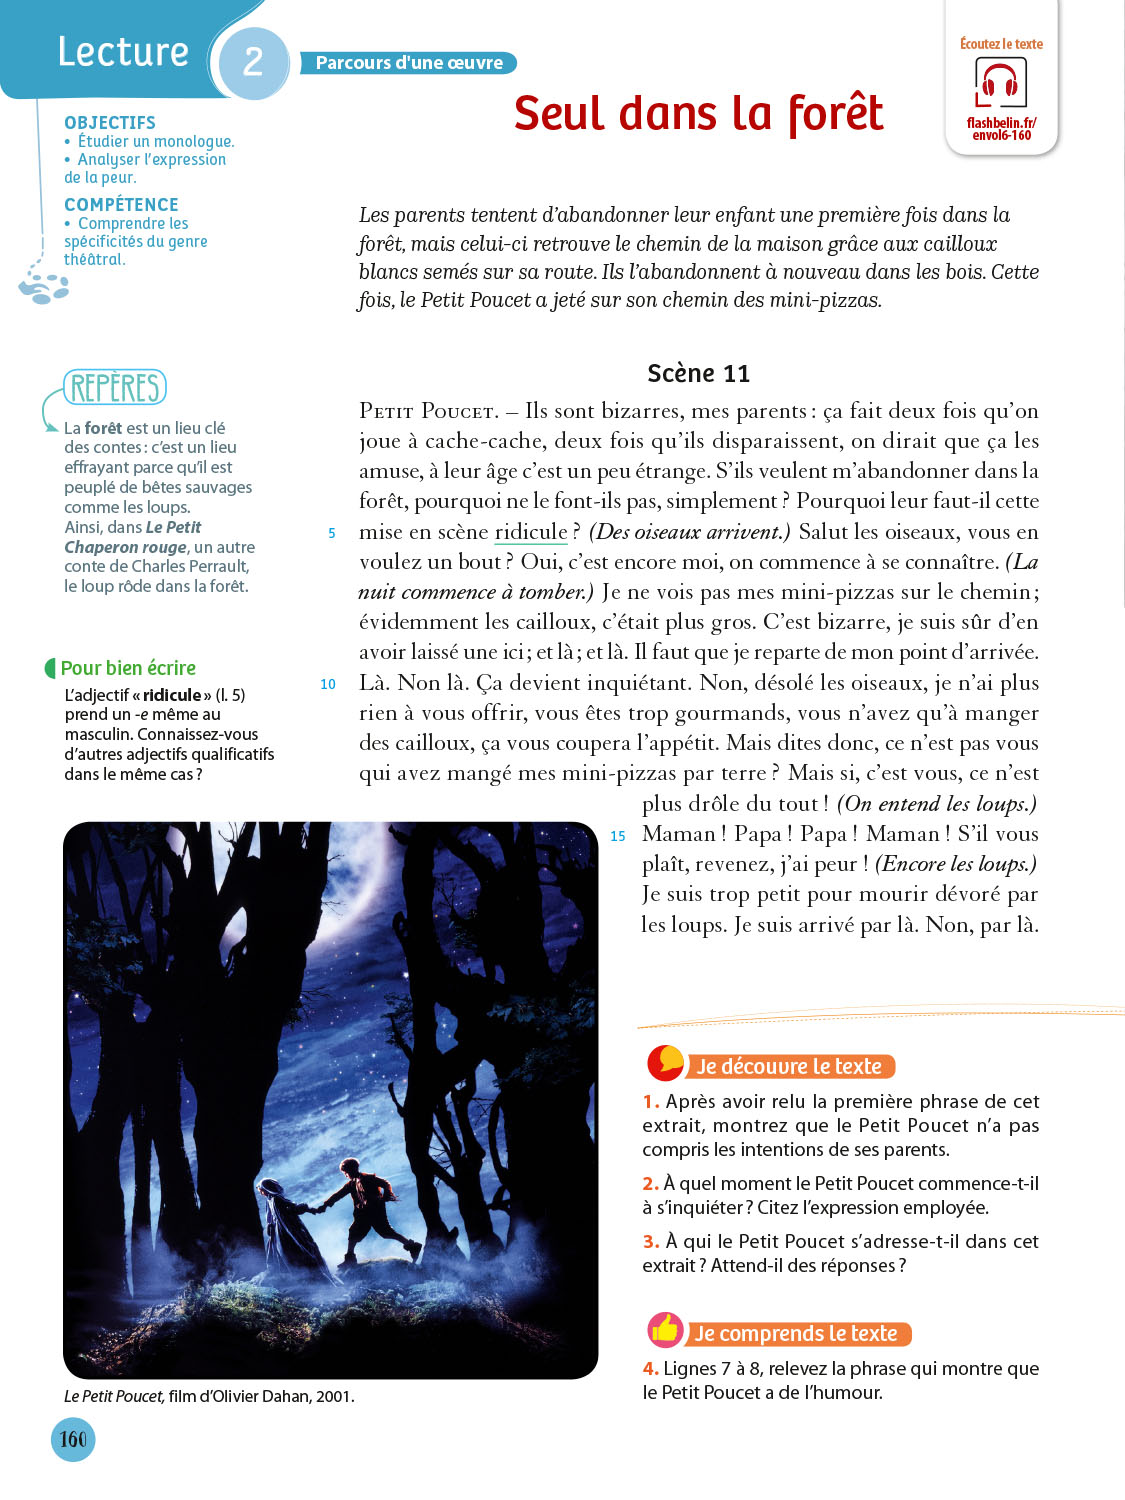 Lecture 2
Parcours d'une œuvre
Écoutez le texte
flashbelin.fr/
envol6-160
Seul dans la forêt
OBJECTIFS
• Étudier un monologue.
• Analyser l'expression
de la peur.
COMPÉTENCE
• Comprendre les
spécificités du genre
théâtral.
Les parents tentent d'abandonner leur enfant une première fois dans la
forêt, mais celui-ci retrouve le chemin de la maison grâce aux cailloux
blancs semés sur sa route. Ils l'abandonnent à nouveau dans les bois. Cette
fois, le Petit Poucet a jeté sur son chemin des mini-pizzas.
REPÈRES
La forêt est un lieu clé
des contes : c'est un lieu
effrayant parce qu'il est
peuplé de bêtes sauvages
comme les loups.
Ainsi, dans Le Petit
Chaperon rouge, un autre
conte de Charles Perrault,
le loup rôde dans la forêt.
Pour bien écrire
L'adjectif « ridicule » (l. 5)
prend un -e même au
masculin. Connaissez-vous
d'autres adjectifs qualificatifs
dans le même cas ?
Scène 11
PETIT POUCET. – Ils sont bizarres, mes parents : ça fait deux fois qu'on
joue à cache-cache, deux fois qu'ils disparaissent, on dirait que ça les
amuse, à leur âge c'est un peu étrange. S'ils veulent m'abandonner dans la
forêt, pourquoi ne le font-ils pas, simplement ? Pourquoi leur faut-il cette
5 mise en scène ridicule ? (Des oiseaux arrivent.) Salut les oiseaux, vous en
voulez un bout ? Oui, c'est encore moi, on commence à se connaître. (La
nuit commence à tomber.) Je ne vois pas mes mini-pizzas sur le chemin ;
évidemment les cailloux, c'était plus gros. C'est bizarre, je suis sûr d'en
avoir laissé une ici ; et là ; et là. Il faut que je reparte de mon point d'arrivée.
10 Là. Non là. Ça devient inquiétant. Non, désolé les oiseaux, je n'ai plus
rien à vous offrir, vous êtes trop gourmands, vous n'avez qu'à manger
des cailloux, ça vous coupera l'appétit. Mais dites donc, ce n'est pas vous
qui avez mangé mes mini-pizzas par terre ? Mais si, c'est vous, ce n'est
plus drôle du tout ! (On entend les loups.)
15 Maman ! Papa ! Papa ! Maman ! S'il vous
plaît, revenez, j'ai peur ! (Encore les loups.)
Je suis trop petit pour mourir dévoré par
les loups. Je suis arrivé par là. Non, par là.
Le Petit Poucet, film d'Olivier Dahan, 2001.
Je découvre le texte
1. Après avoir relu la première phrase de cet
extrait, montrez que le Petit Poucet n'a pas
compris les intentions de ses parents.
2. À quel moment le Petit Poucet commence-t-il
à s'inquiéter ? Citez l'expression employée.
3. À qui le Petit Poucet s'adresse-t-il dans cet
extrait ? Attend-il des réponses ?
Je comprends le texte
4. Lignes 7 à 8, relevez la phrase qui montre que
le Petit Poucet a de l'humour.
160